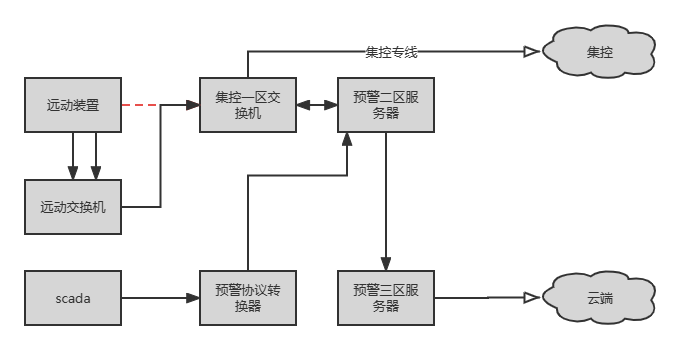 集控专线
集控
远动装置
集控一区交
换机
预警二区服
务器
远动交换机
scada
预警协议转
换器
预警三区服
务器
云端